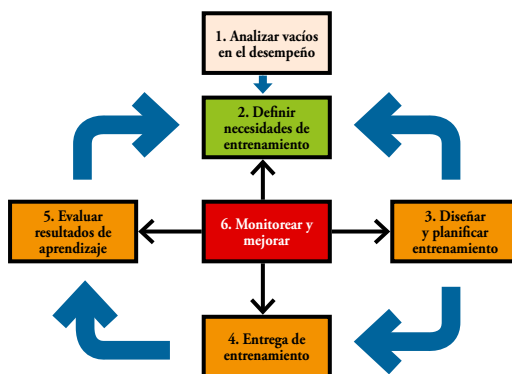 1. Analizar vacíos
en el desempeño
2. Definir
necesidades de
entrenamiento
5. Evaluar
resultados de
aprendizaje
6. Monitorear y
mejorar
3. Diseñar
y planificar
entrenamiento
4. Entrega de
entrenamiento